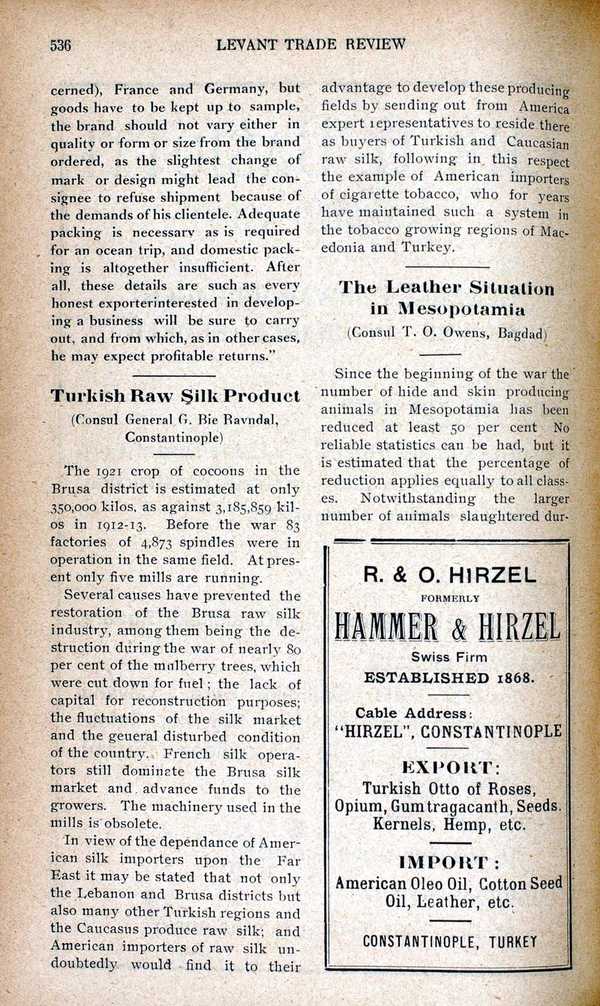 536
LEVANT TRADE REVIEW
cerned), France and Germany, but
goods have to be kept up to sample,
the brand should not vary either in
quality or form or size from the brand
ordered, as the slightest change of
mark or design might lead the con-
signee to refuse shipment because of
the demands of his clientele. Adequate
packing is necessary as is required
for an ocean trip, and domestic pack-
ing is altogether insufficient. After
all, these details are such as every
honest exporterinterested in develop-
ing a business will be sure to carry
out, and from which, as in other cases,
he may expect profitable returns."
Turkish Raw Silk Product
(Consul General G. Bie Ravndal,
Constantinople)
The 1921 crop of cocoons in the
Brusa district is estimated at only
350,000 kilos, as against 3,185,859 kil-
os in 1912-13. Before the war 83
factories of 4,873 spindles were in
operation in the same field. At pres-
ent only five mills are running.
Several causes have prevented the
restoration of the Brusa raw silk
industry, among them being the de-
struction during the war of nearly 80
per cent of the mulberry trees, which
were cut down for fuel; the lack of
capital for reconstruction purposes;
the fluctuations of the silk market
and the geueral disturbed condition
of the country. French silk opera-
tors still dominate the Brusa silk
market and advance funds to the
growers. The machinery used in the
mills is obsolete.
In view of the dependance of Amer-
ican silk importers upon the Far
East it may be stated that not only
the Lebanon and Brusa districts but
also many other Turkish regions and
the Caucasus produce raw silk; and
American importers of raw silk un-
doubtedly would find it to their
advantage to develop these producing
fields by sending out from America
expert representatives to reside there
as buyers of Turkish and Caucasian
raw silk, following in this respect
the example of American importers
of cigarette tobacco, who for years
have maintained such a system in
the tobacco growing regions of Mac-
edonia and Turkey.
The Leather Situation
in Mesopotamia
(Consul T. O. Owens, Bagdad)
Since the beginning of the war the
number of hide and skin producing
animals in Mesopotamia has been
reduced at least 50 per cent No
reliable statistics can be had, but it
is estimated that the percentage of
reduction applies equally to all class-
es. Notwithstanding the larger
number of animals slaughtered dur-
R. & O. HIRZEL
FORMERLY
HAMMER & HIRZEL
Swiss Firm
ESTABLISHED 1868.
Cable Address:
"HIRZEL", CONSTANTINOPLE
EXPORT:
Turkish Otto of Roses,
Opium, Gumtragacanth, Seeds.
Kernels, Hemp, etc.
IMPORT:
American Oleo Oil, Cotton Seed
Oil, Leather, etc.
CONSTANTINOPLE, TURKEY